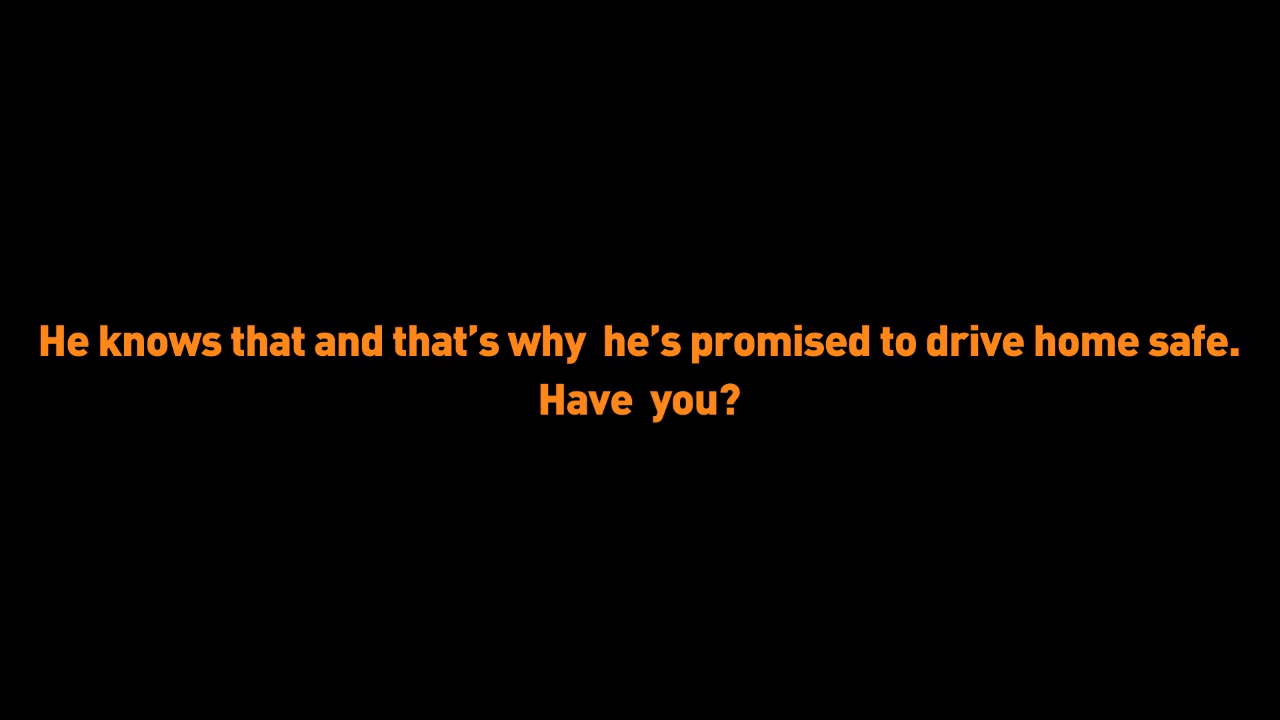 He knows that and that’s why  he’s promised to drive home safe.
Have  you?